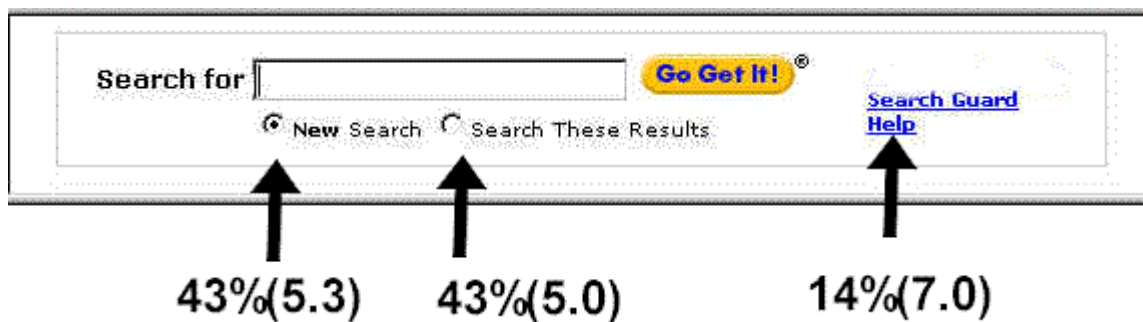 Search for Go Get It!®
Search Guard
New Search Search These Results Help
43%(5.3) 43%(5.0) 14%(7.0)